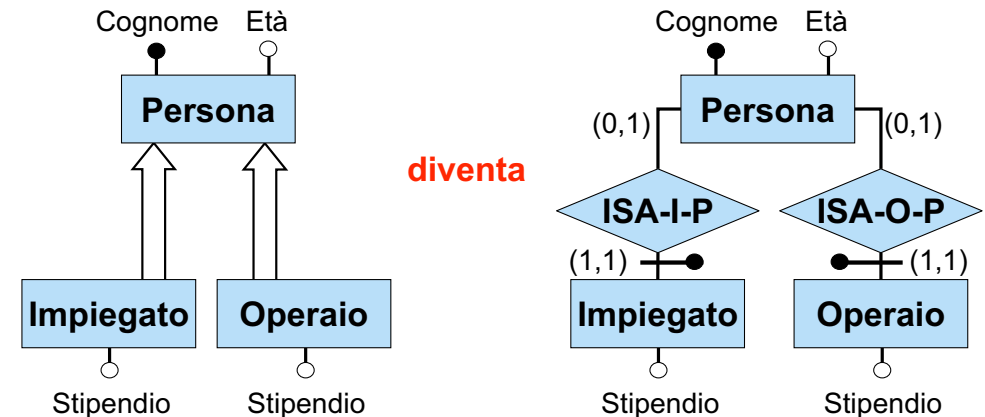 Cognome Età
Persona
Impiegato Operaio
Stipendio Stipendio
diventa
Cognome Età
Persona
(0,1) (0,1)
ISA-I-P ISA-O-P
(1,1) (1,1)
Impiegato Operaio
Stipendio Stipendio